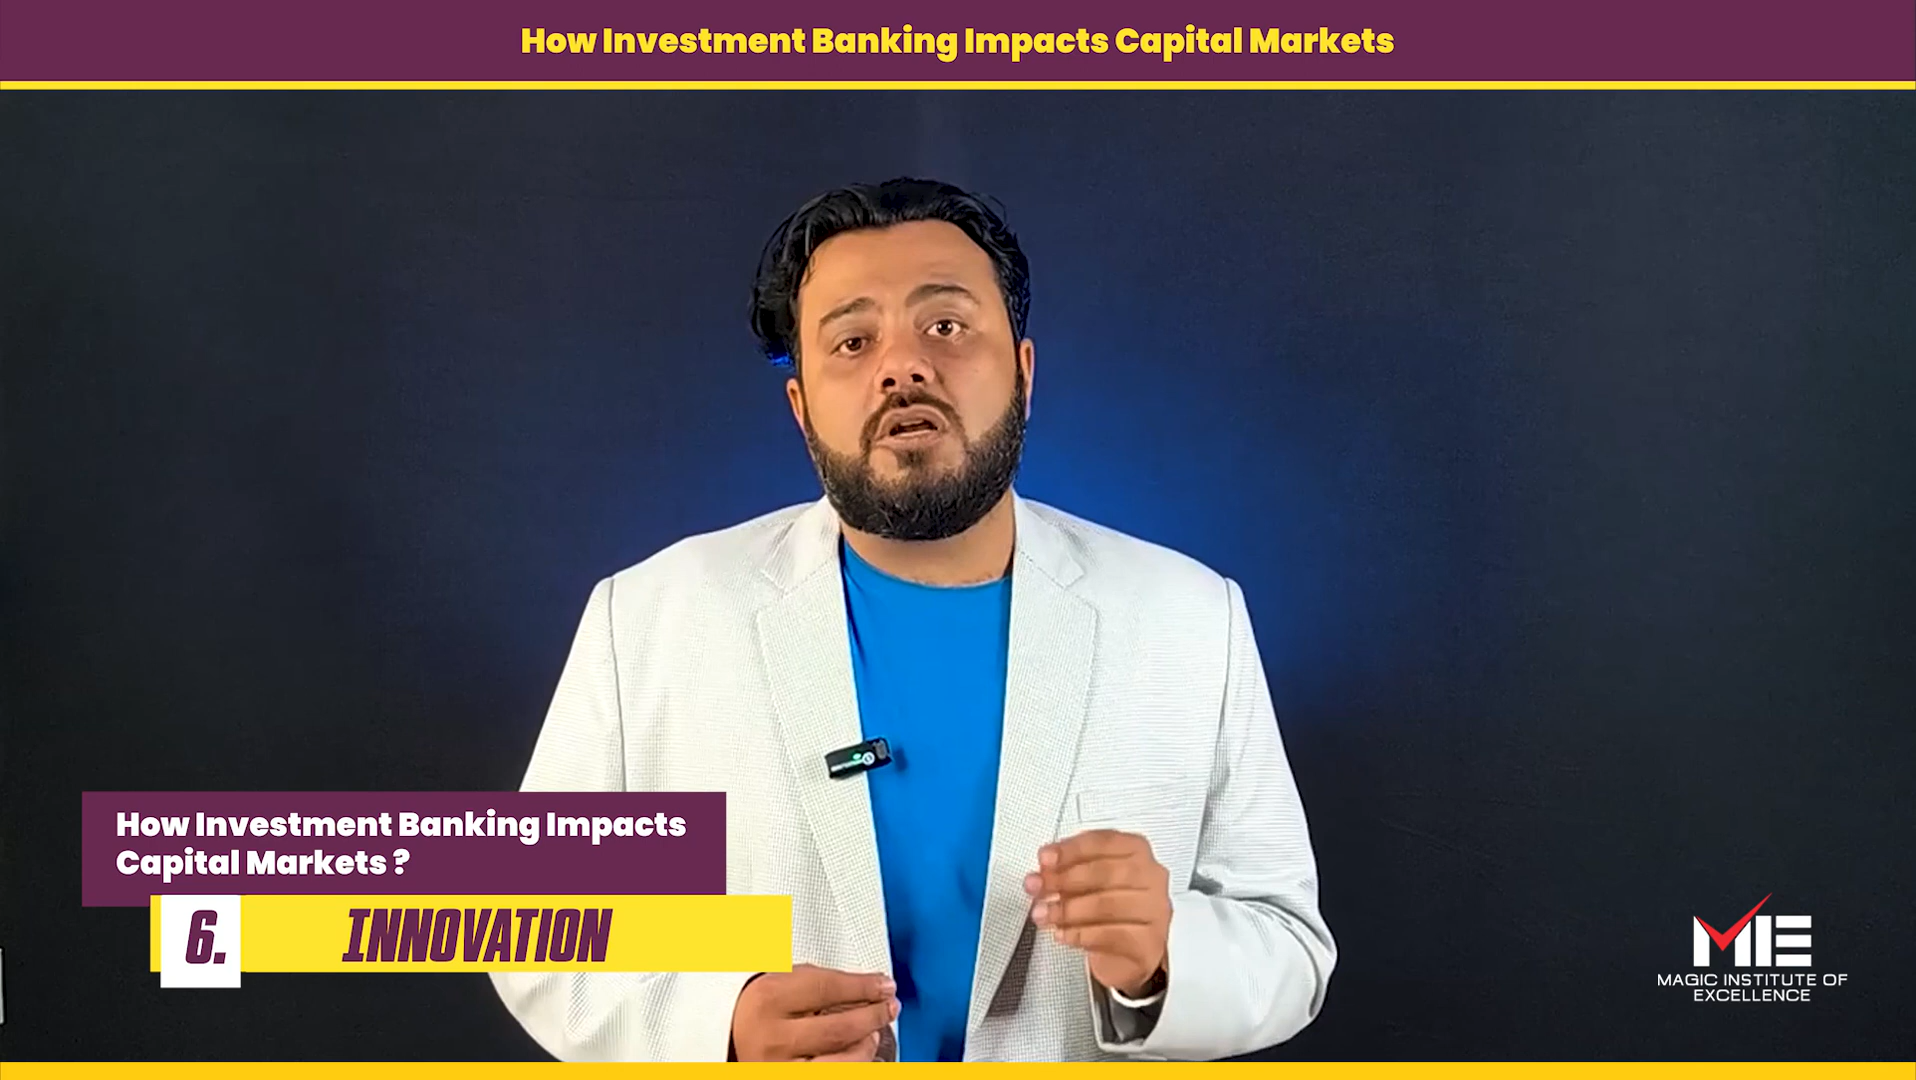 How Investment Banking Impacts Capital Markets
How Investment Banking Impacts
Capital Markets ?
6. INNOVATION
MIE
MAGIC INSTITUTE OF
EXCELLENCE